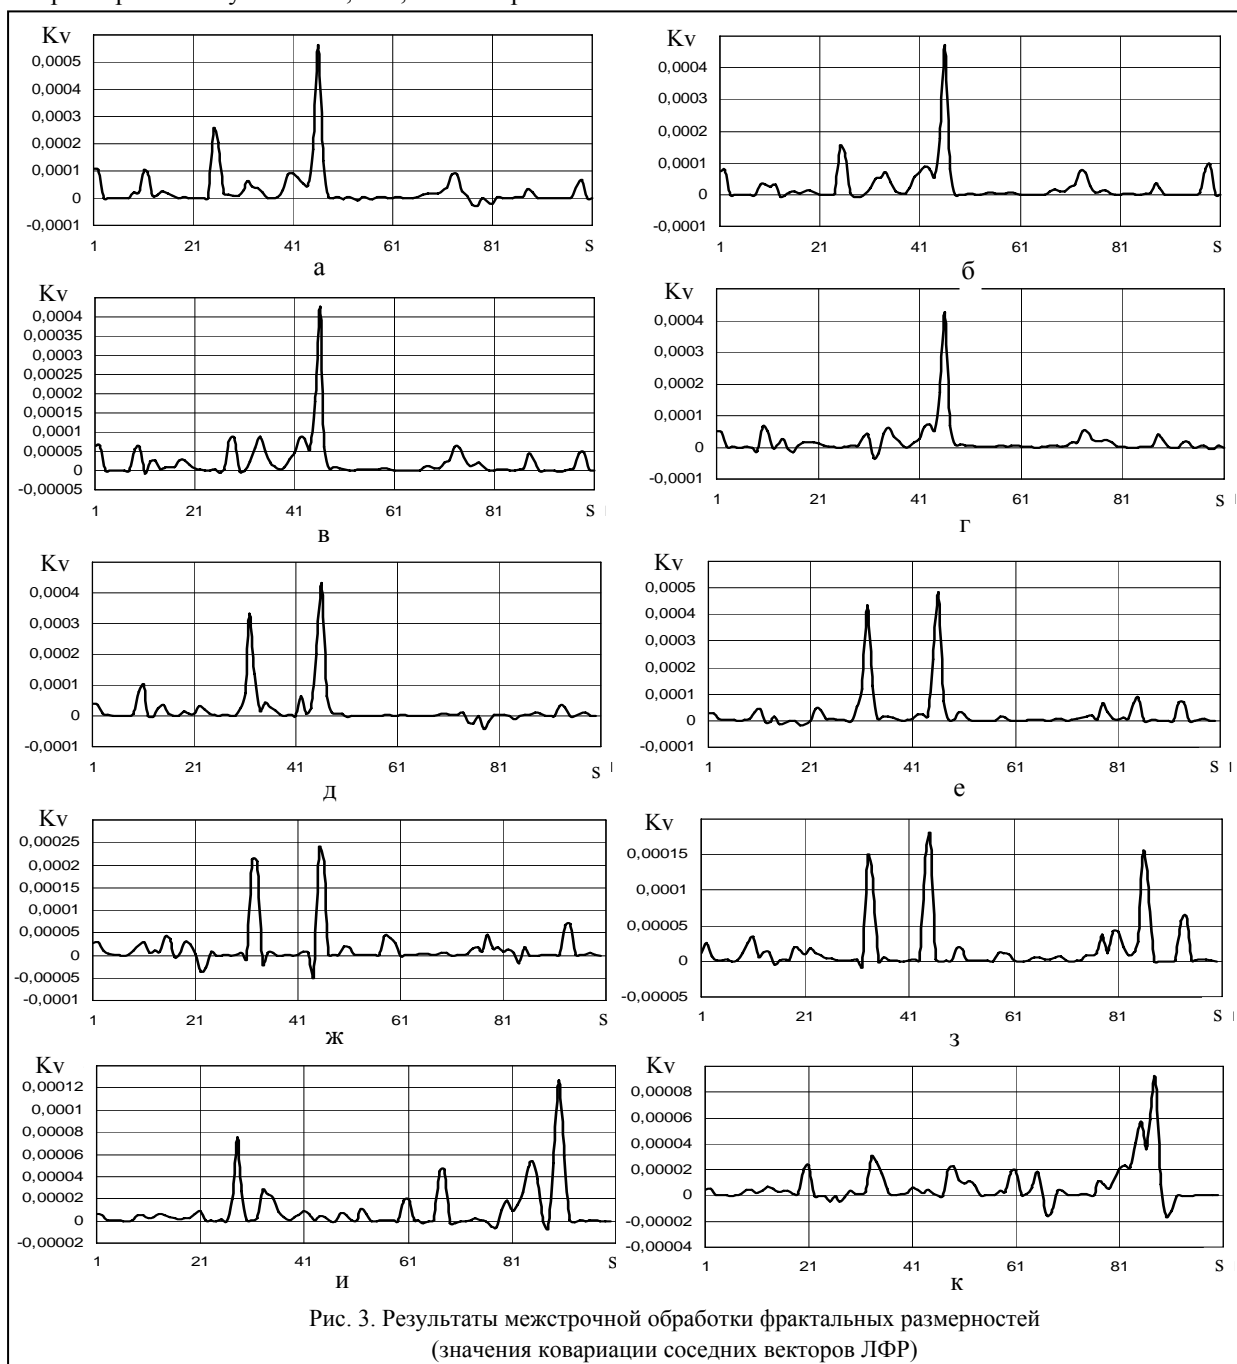 Kv
0,0005
0,0004
0,0003
0,0002
0,0001
0
-0,0001
1 21 41 61 81 S
а
Kv
0,0004
0,0003
0,0002
0,0001
0
-0,0001
1 21 41 61 81 S
б
Kv
0,0004
0,00035
0,0003
0,00025
0,0002
0,00015
0,0001
0,00005
0
-0,00005
1 21 41 61 81 S
в
Kv
0,0004
0,0003
0,0002
0,0001
0
-0,0001
1 21 41 61 81 S
г
Kv
0,0004
0,0003
0,0002
0,0001
0
-0,0001
1 21 41 61 81 S
д
Kv
0,0005
0,0004
0,0003
0,0002
0,0001
0
-0,0001
1 21 41 61 81 S
е
Kv
0,00025
0,0002
0,00015
0,0001
0,00005
0
-0,00005
-0,0001
1 21 41 61 81 S
ж
Kv
0,00015
0,0001
0,00005
0
-0,00005
1 21 41 61 81 S
з
Kv
0,00012
0,0001
0,00008
0,00006
0,00004
0,00002
0
-0,00002
1 21 41 61 81 S
и
Kv
0,00008
0,00006
0,00004
0,00002
0
-0,00002
-0,00004
1 21 41 61 81 S
к
Рис. 3. Результаты межстрочной обработки фрактальных размерностей
(значения ковариации соседних векторов ЛФР)